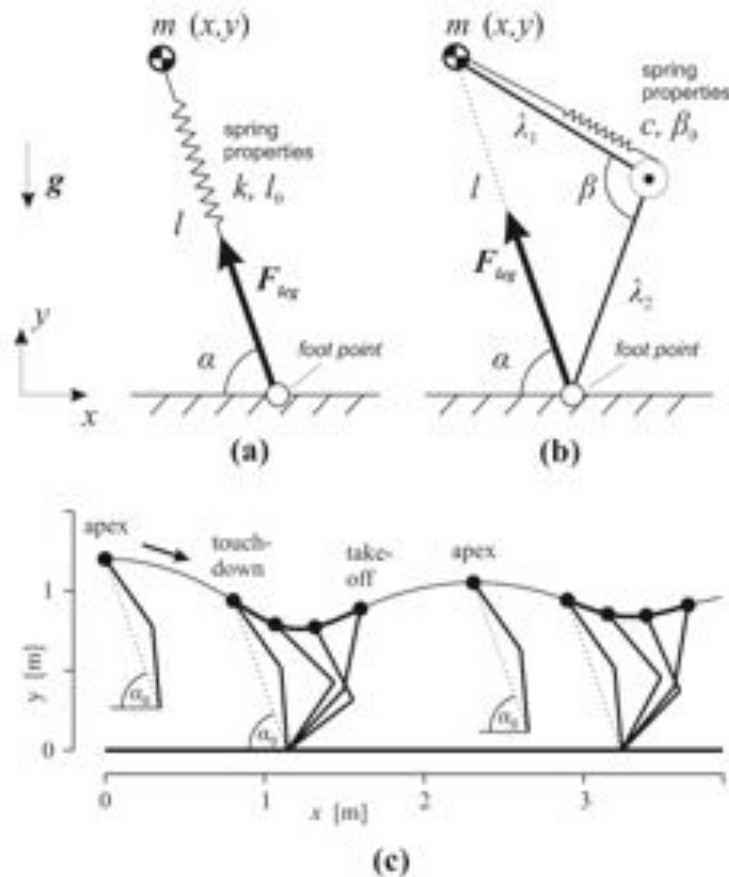 m (x,y)
m (x,y)
spring
properties
k, l₀
l
g
F_leg
α
foot point
y
x
(a)
spring
properties
c, β₀
λ₁
β
l
F_leg
λ₂
α
foot point
(b)
apex
touch-
down
take-
off
apex
1
y [m]
0
α₀
α₀
α₀
0
1
2
3
x [m]
(c)